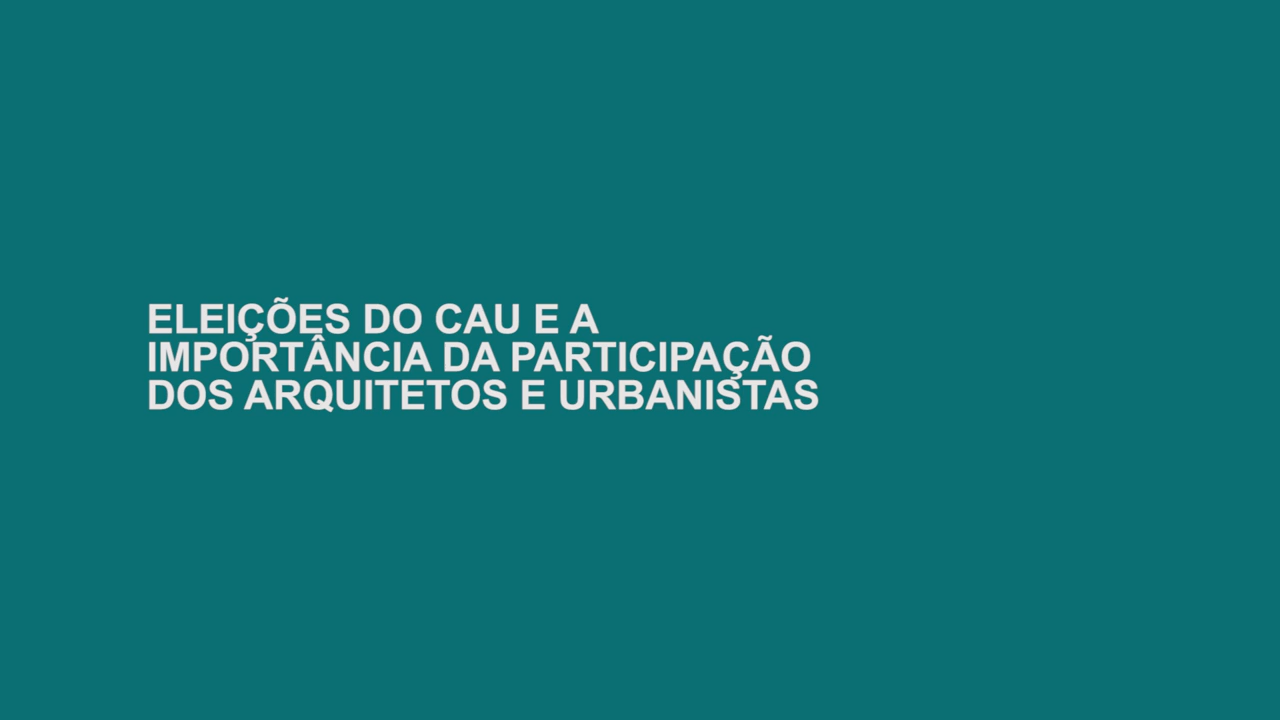 ELEIÇÕES DO CAU E A
IMPORTÂNCIA DA PARTICIPAÇÃO
DOS ARQUITETOS E URBANISTAS